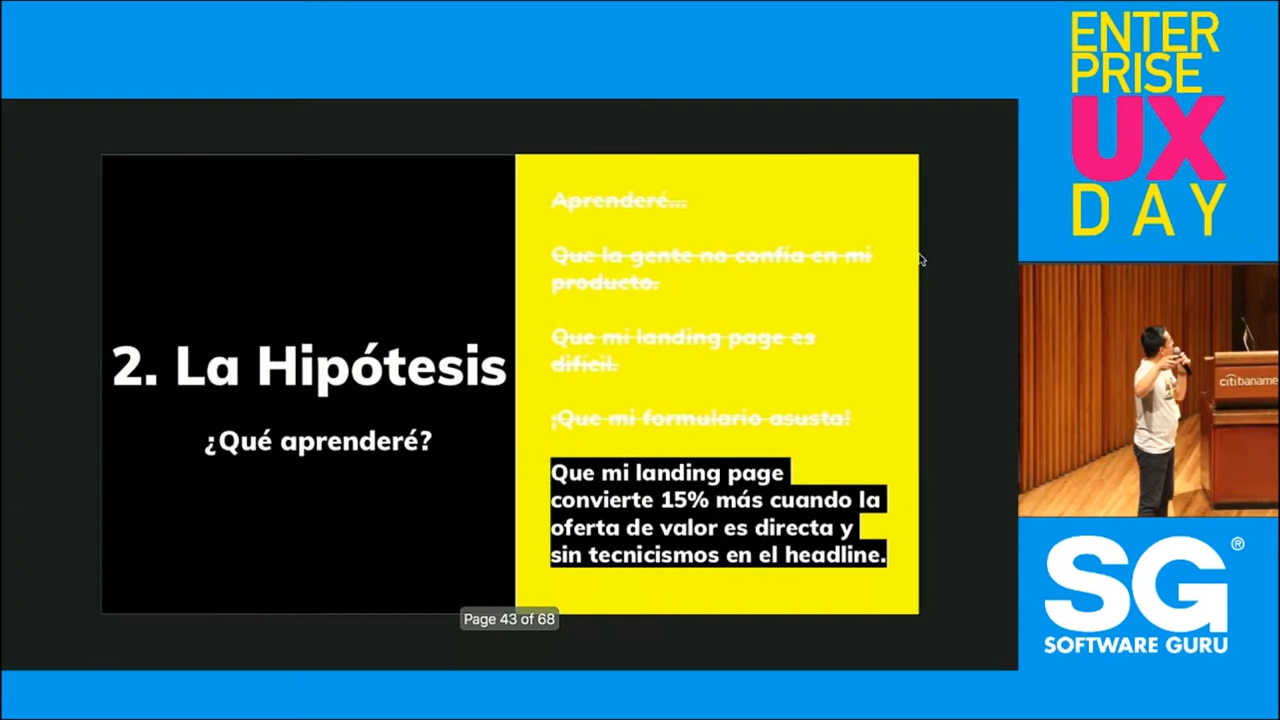 ENTER
PRISE
UX
DAY
2. La Hipótesis
¿Qué aprenderé?
Aprenderé...
Que la gente no confía en mi
producto.
Que mi landing page es
difícil.
¡Que mi formulario asusta!
Que mi landing page
convierte 15% más cuando la
oferta de valor es directa y
sin tecnicismos en el headline.
Page 43 of 68
citibaname
SG®
SOFTWARE GURU